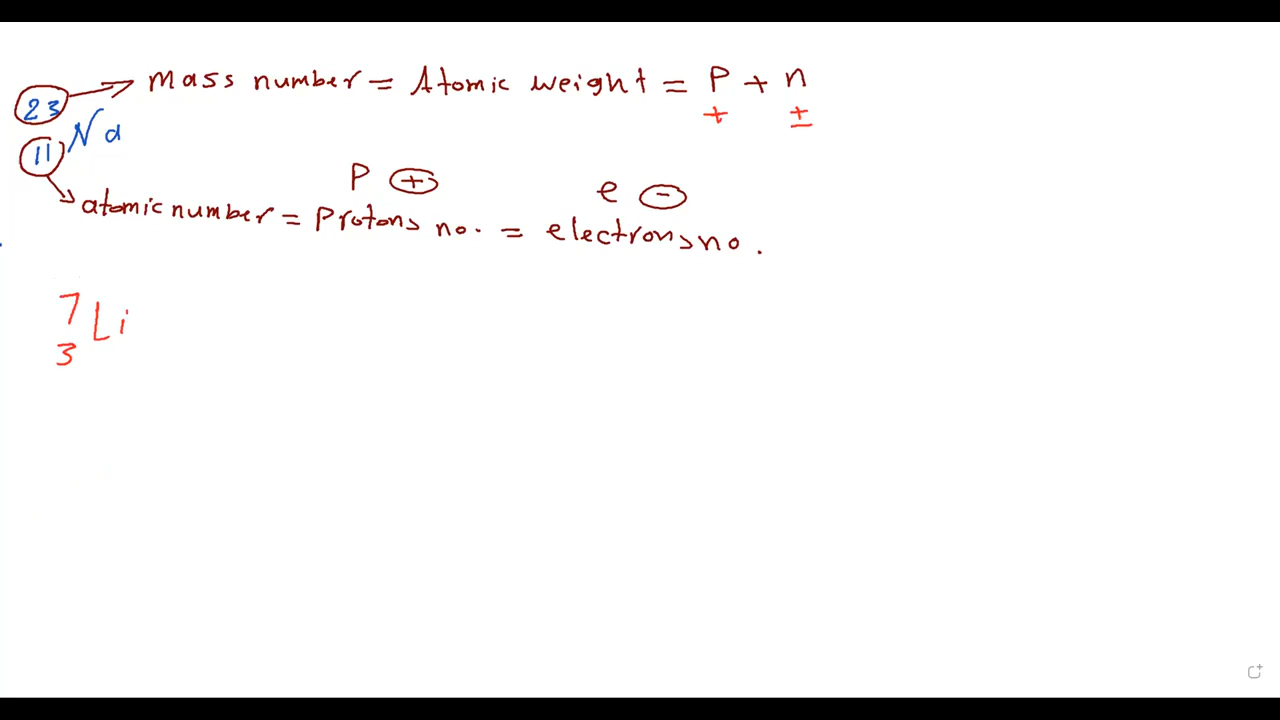 23 → mass number = Atomic weight = P + n
+ ±
11 Na
P + e -
atomic number = Protons no. = electrons no.
7
Li
3